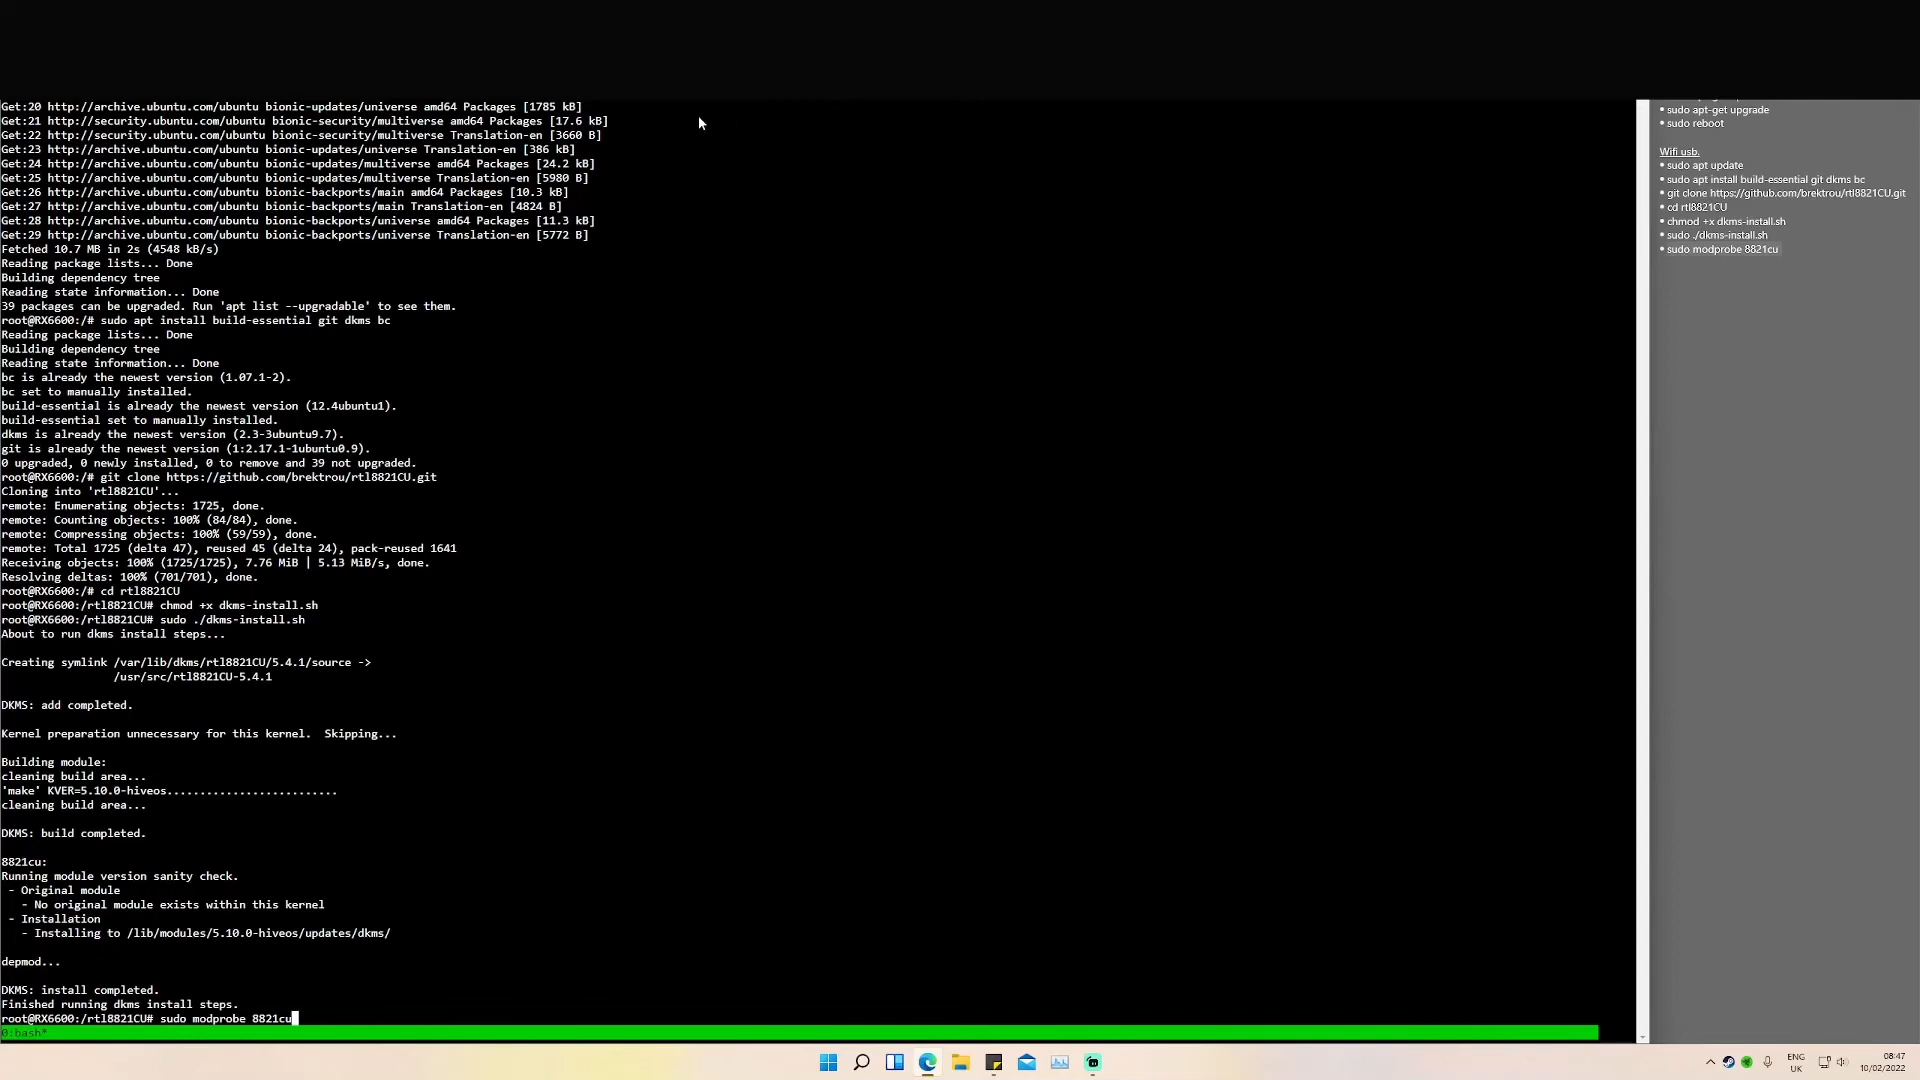 Get:20 http://archive.ubuntu.com/ubuntu bionic-updates/universe amd64 Packages [1785 kB]
Get:21 http://security.ubuntu.com/ubuntu bionic-security/multiverse amd64 Packages [17.6 kB]
Get:22 http://security.ubuntu.com/ubuntu bionic-security/multiverse Translation-en [3660 B]
Get:23 http://archive.ubuntu.com/ubuntu bionic-updates/universe Translation-en [386 kB]
Get:24 http://archive.ubuntu.com/ubuntu bionic-updates/multiverse amd64 Packages [24.2 kB]
Get:25 http://archive.ubuntu.com/ubuntu bionic-updates/multiverse Translation-en [5980 B]
Get:26 http://archive.ubuntu.com/ubuntu bionic-backports/main amd64 Packages [10.3 kB]
Get:27 http://archive.ubuntu.com/ubuntu bionic-backports/main Translation-en [4824 B]
Get:28 http://archive.ubuntu.com/ubuntu bionic-backports/universe amd64 Packages [11.3 kB]
Get:29 http://archive.ubuntu.com/ubuntu bionic-backports/universe Translation-en [5772 B]
Fetched 10.7 MB in 2s (4548 kB/s)
Reading package lists... Done
Building dependency tree
Reading state information... Done
39 packages can be upgraded. Run 'apt list --upgradable' to see them.
root@RX6600:/# sudo apt install build-essential git dkms bc
Reading package lists... Done
Building dependency tree
Reading state information... Done
bc is already the newest version (1.07.1-2).
bc set to manually installed.
build-essential is already the newest version (12.4ubuntu1).
build-essential set to manually installed.
dkms is already the newest version (2.3-3ubuntu9.7).
git is already the newest version (1:2.17.1-1ubuntu0.9).
0 upgraded, 0 newly installed, 0 to remove and 39 not upgraded.
root@RX6600:/# git clone https://github.com/brektrou/rtl8821CU.git
Cloning into 'rtl8821CU'...
remote: Enumerating objects: 1725, done.
remote: Counting objects: 100% (84/84), done.
remote: Compressing objects: 100% (59/59), done.
remote: Total 1725 (delta 47), reused 45 (delta 24), pack-reused 1641
Receiving objects: 100% (1725/1725), 7.76 MiB | 5.13 MiB/s, done.
Resolving deltas: 100% (701/701), done.
root@RX6600:/# cd rtl8821CU
root@RX6600:/rtl8821CU# chmod +x dkms-install.sh
root@RX6600:/rtl8821CU# sudo ./dkms-install.sh
About to run dkms install steps...
Creating symlink /var/lib/dkms/rtl8821CU/5.4.1/source ->
/usr/src/rtl8821CU-5.4.1
DKMS: add completed.
Kernel preparation unnecessary for this kernel.  Skipping...
Building module:
cleaning build area...
'make' KVER=5.10.0-hiveos..........................
cleaning build area...
DKMS: build completed.
8821cu:
Running module version sanity check.
- Original module
- No original module exists within this kernel
- Installation
- Installing to /lib/modules/5.10.0-hiveos/updates/dkms/
depmod...
DKMS: install completed.
Finished running dkms install steps.
root@RX6600:/rtl8821CU# sudo modprobe 8821cu
0:bash*
• sudo apt-get upgrade
• sudo reboot
Wifi usb.
• sudo apt update
• sudo apt install build-essential git dkms bc
• git clone https://github.com/brektrou/rtl8821CU.git
• cd rtl8821CU
• chmod +x dkms-install.sh
• sudo ./dkms-install.sh
• sudo modprobe 8821cu
ENG
UK
08:47
10/02/2022